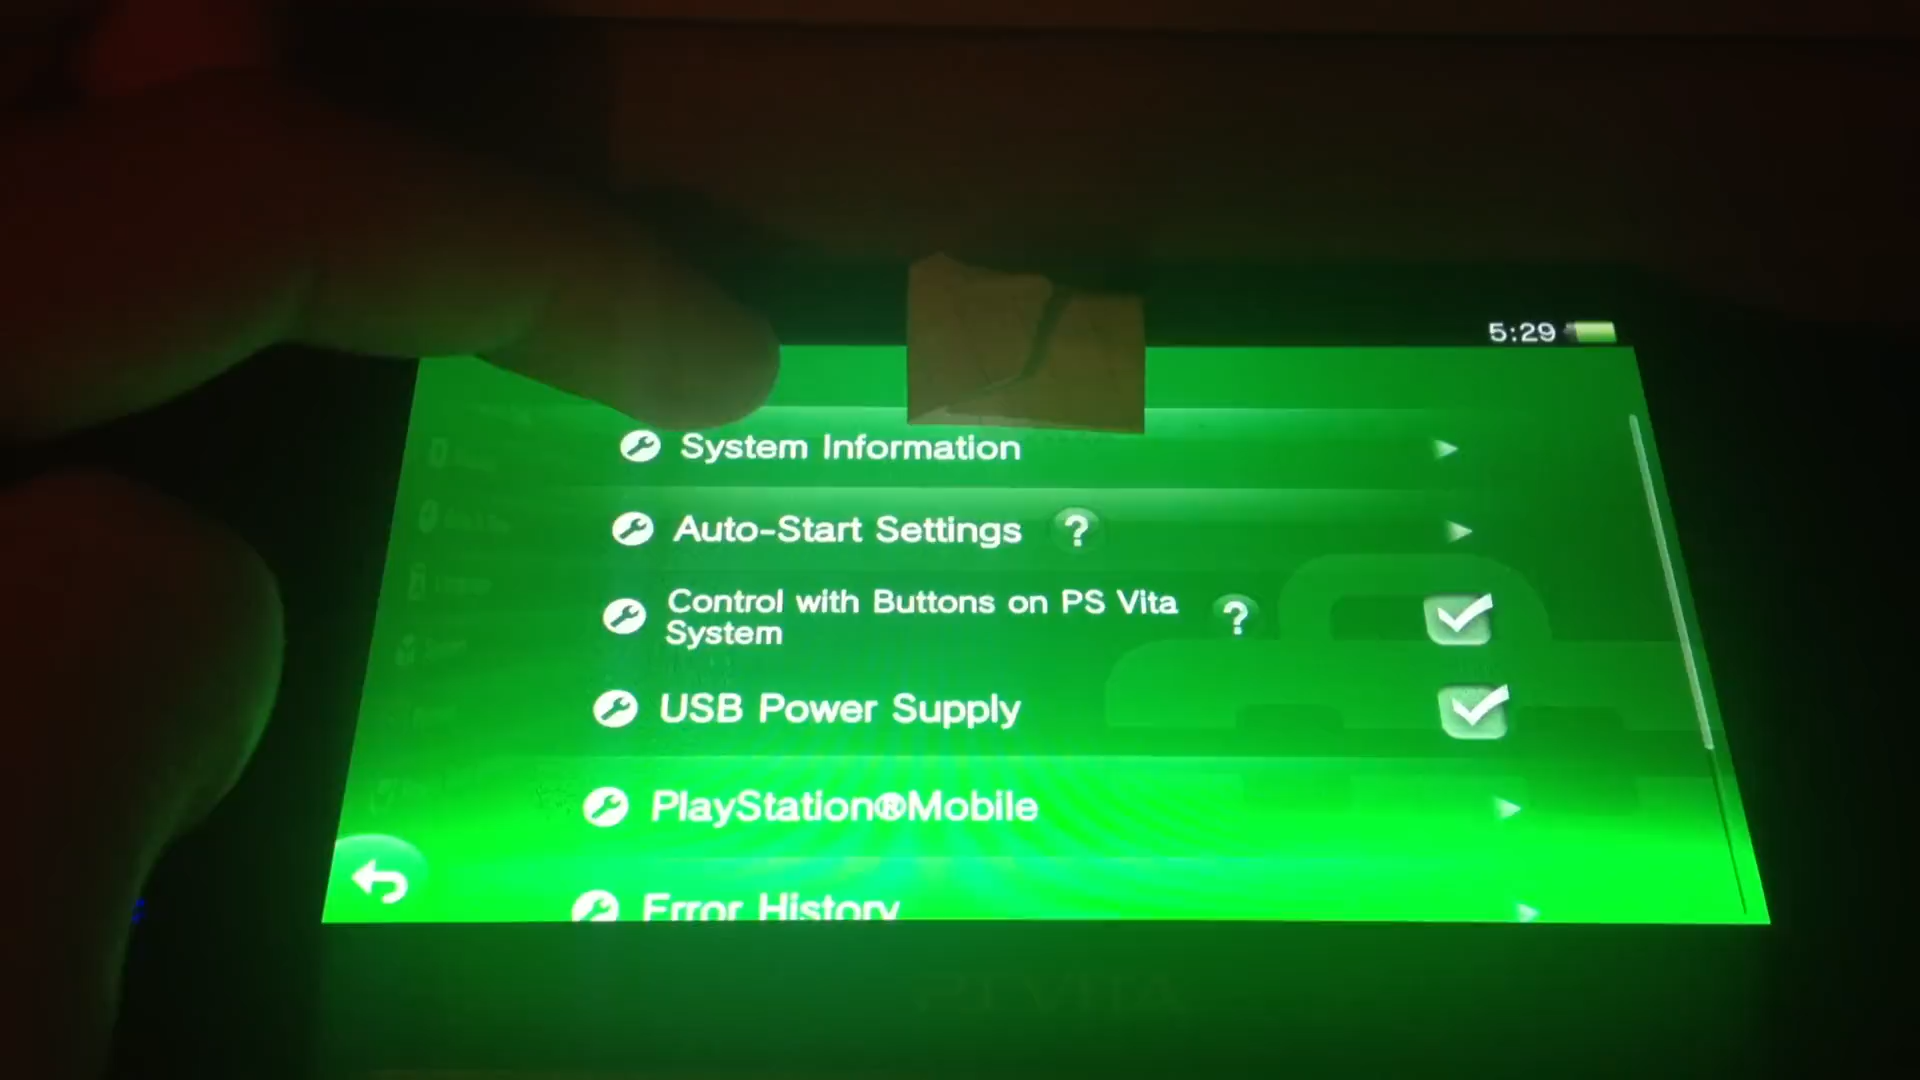 5:29
System Information
Auto-Start Settings ?
Control with Buttons on PS Vita
System ?
USB Power Supply
PlayStation®Mobile
Error History